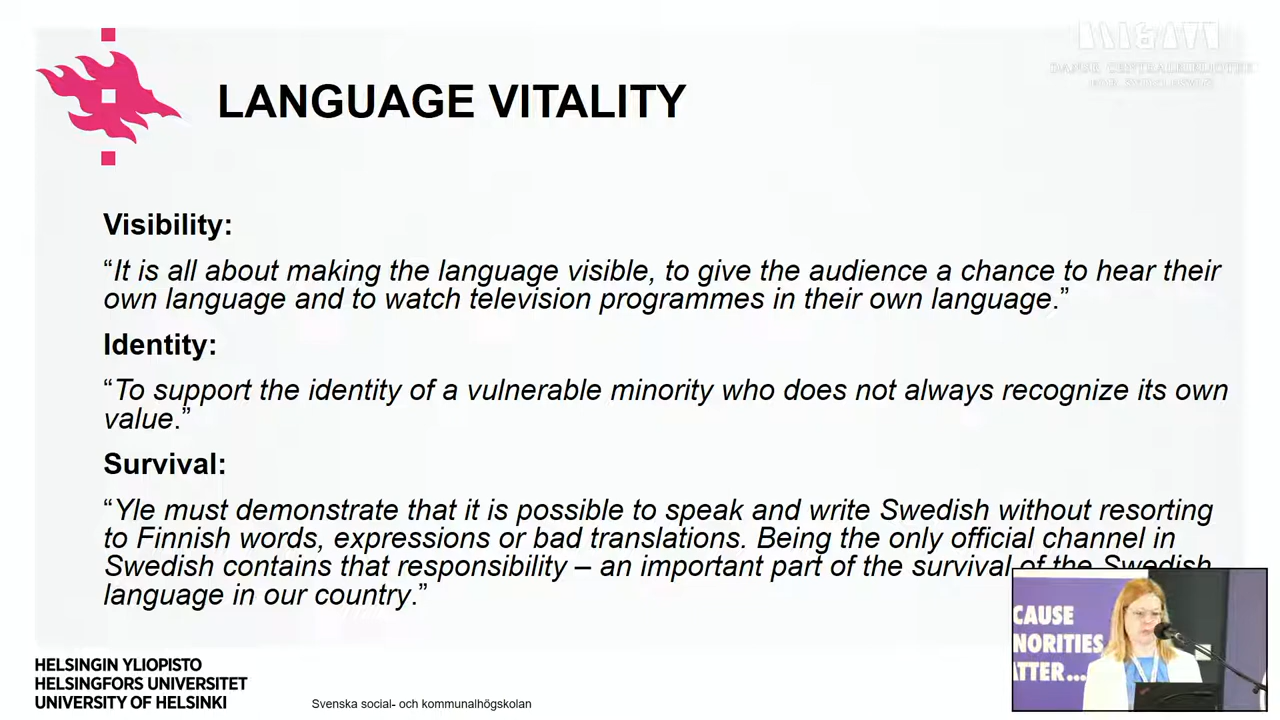 LANGUAGE VITALITY
Visibility:
“It is all about making the language visible, to give the audience a chance to hear their
own language and to watch television programmes in their own language.”
Identity:
“To support the identity of a vulnerable minority who does not always recognize its own
value.”
Survival:
“Yle must demonstrate that it is possible to speak and write Swedish without resorting
to Finnish words, expressions or bad translations. Being the only official channel in
Swedish contains that responsibility – an important part of the survival of the Swedish
language in our country.”
HELSINGIN YLIOPISTO
HELSINGFORS UNIVERSITET
UNIVERSITY OF HELSINKI
Svenska social- och kommunalhögskolan
DANSK CENTRALBIBLIOTEK
CAUSE
NORITIES
TTER...